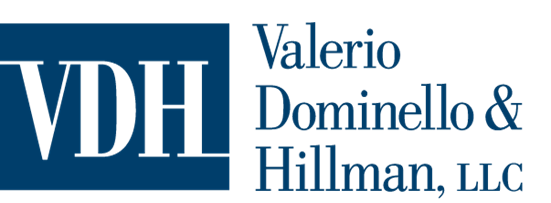 VDH
Valerio
Dominello &
Hillman, LLC